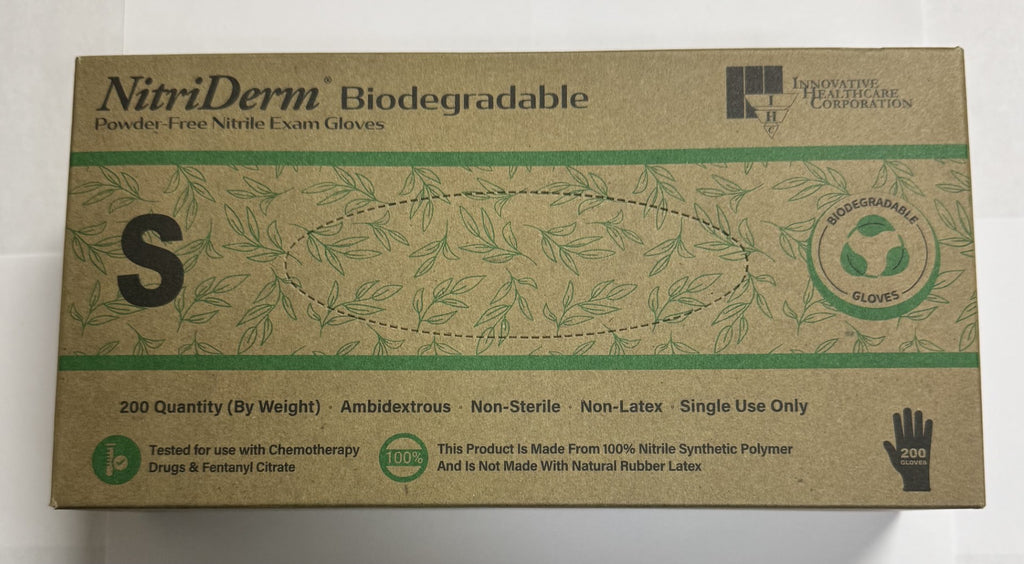 NitriDerm® Biodegradable
Powder-Free Nitrile Exam Gloves
I
H
C
INNOVATIVE
HEALTHCARE
CORPORATION
S
BIODEGRADABLE
GLOVES
200 Quantity (By Weight) · Ambidextrous · Non-Sterile · Non-Latex · Single Use Only
Tested for use with Chemotherapy
Drugs & Fentanyl Citrate
100%
This Product Is Made From 100% Nitrile Synthetic Polymer
And Is Not Made With Natural Rubber Latex
200
GLOVES